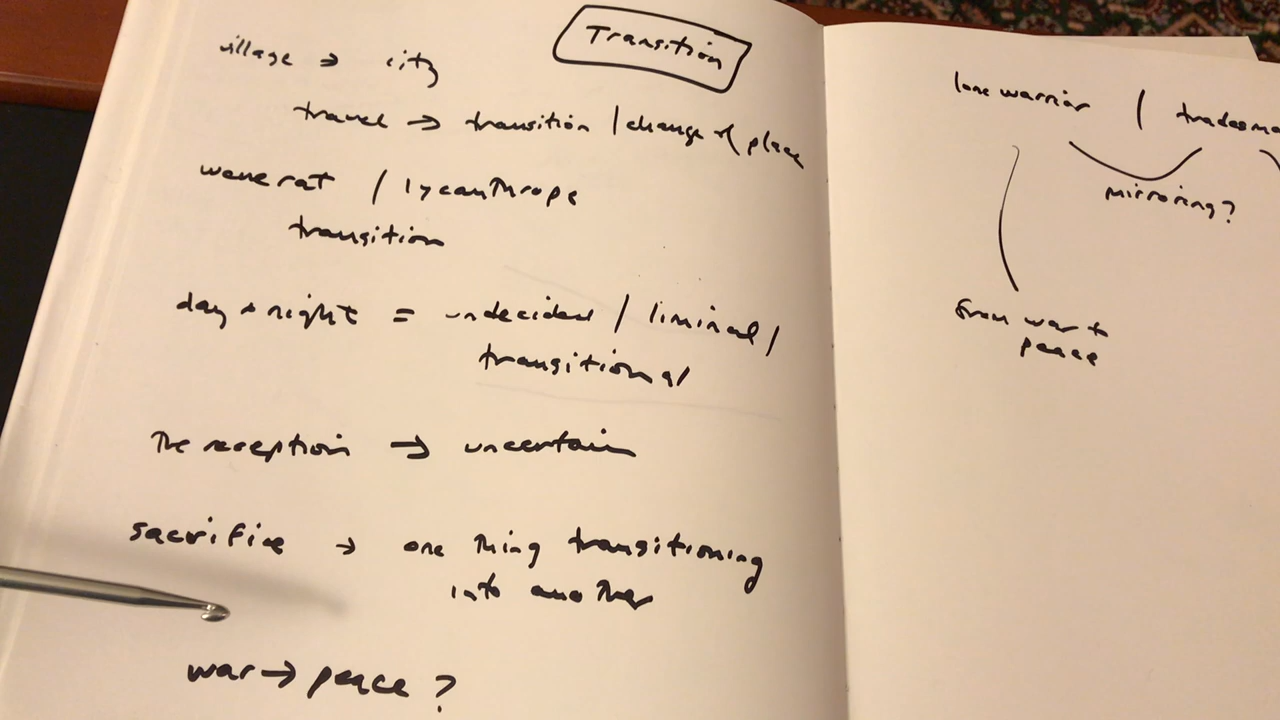 Transition
village → city
travel → transition / change of place
wererat / lycanthrope
transition
day + night = undecided / liminal /
transitional
The reception → uncertain
sacrifice → one thing transitioning
into another
war → peace?
lone warrior / tradesma
mirroring?
from war to
peace